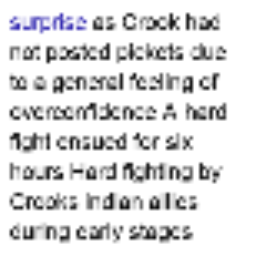 surprise as Crook had
not posted pickets due
to a general feeling of
overconfidence A hard
fight ensued for six
hours Hard fighting by
Crooks Indian allies
during early stages